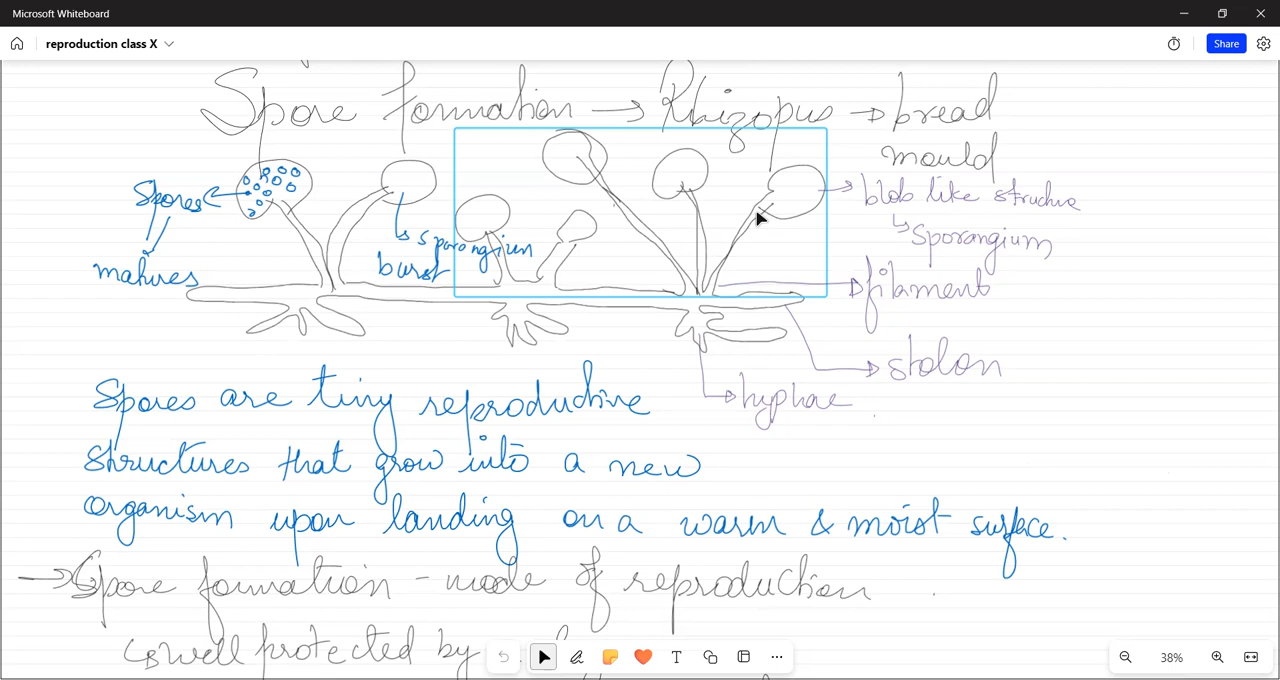 Microsoft Whiteboard
reproduction class X
Share
Spore formation → Rhizopus → bread
mould
Spores
matures
sporangium
burst
blob like structure
↳ Sporangium
filament
stolon
hyphae
Spores are tiny reproductive
structures that grow into a new
organism upon landing on a warm & moist surface.
→ Spore formation - mode of reproduction
↳ well protected by
38%